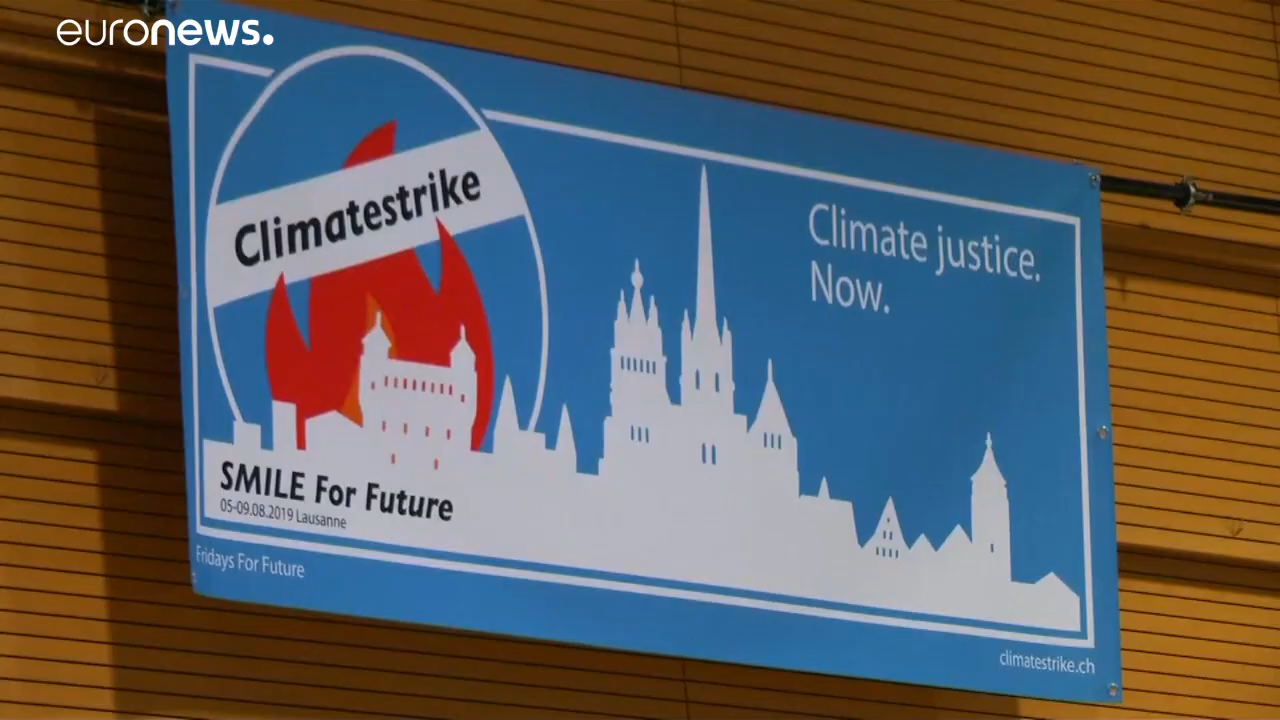 euronews.
Climatestrike
Climate justice.
Now.
SMILE For Future
05-09.08.2019 Lausanne
Fridays For Future
climatestrike.ch